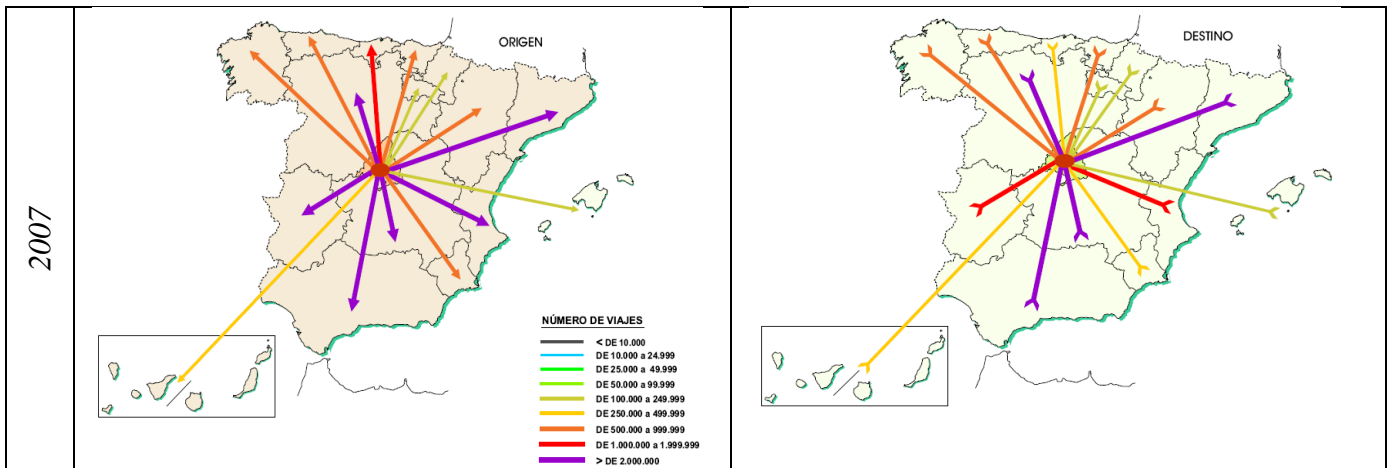 2007
ORIGEN
NÚMERO DE VIAJES
< DE 10.000
DE 10.000 a 24.999
DE 25.000 a 49.999
DE 50.000 a 99.999
DE 100.000 a 249.999
DE 250.000 a 499.999
DE 500.000 a 999.999
DE 1.000.000 a 1.999.999
> DE 2.000.000
DESTINO